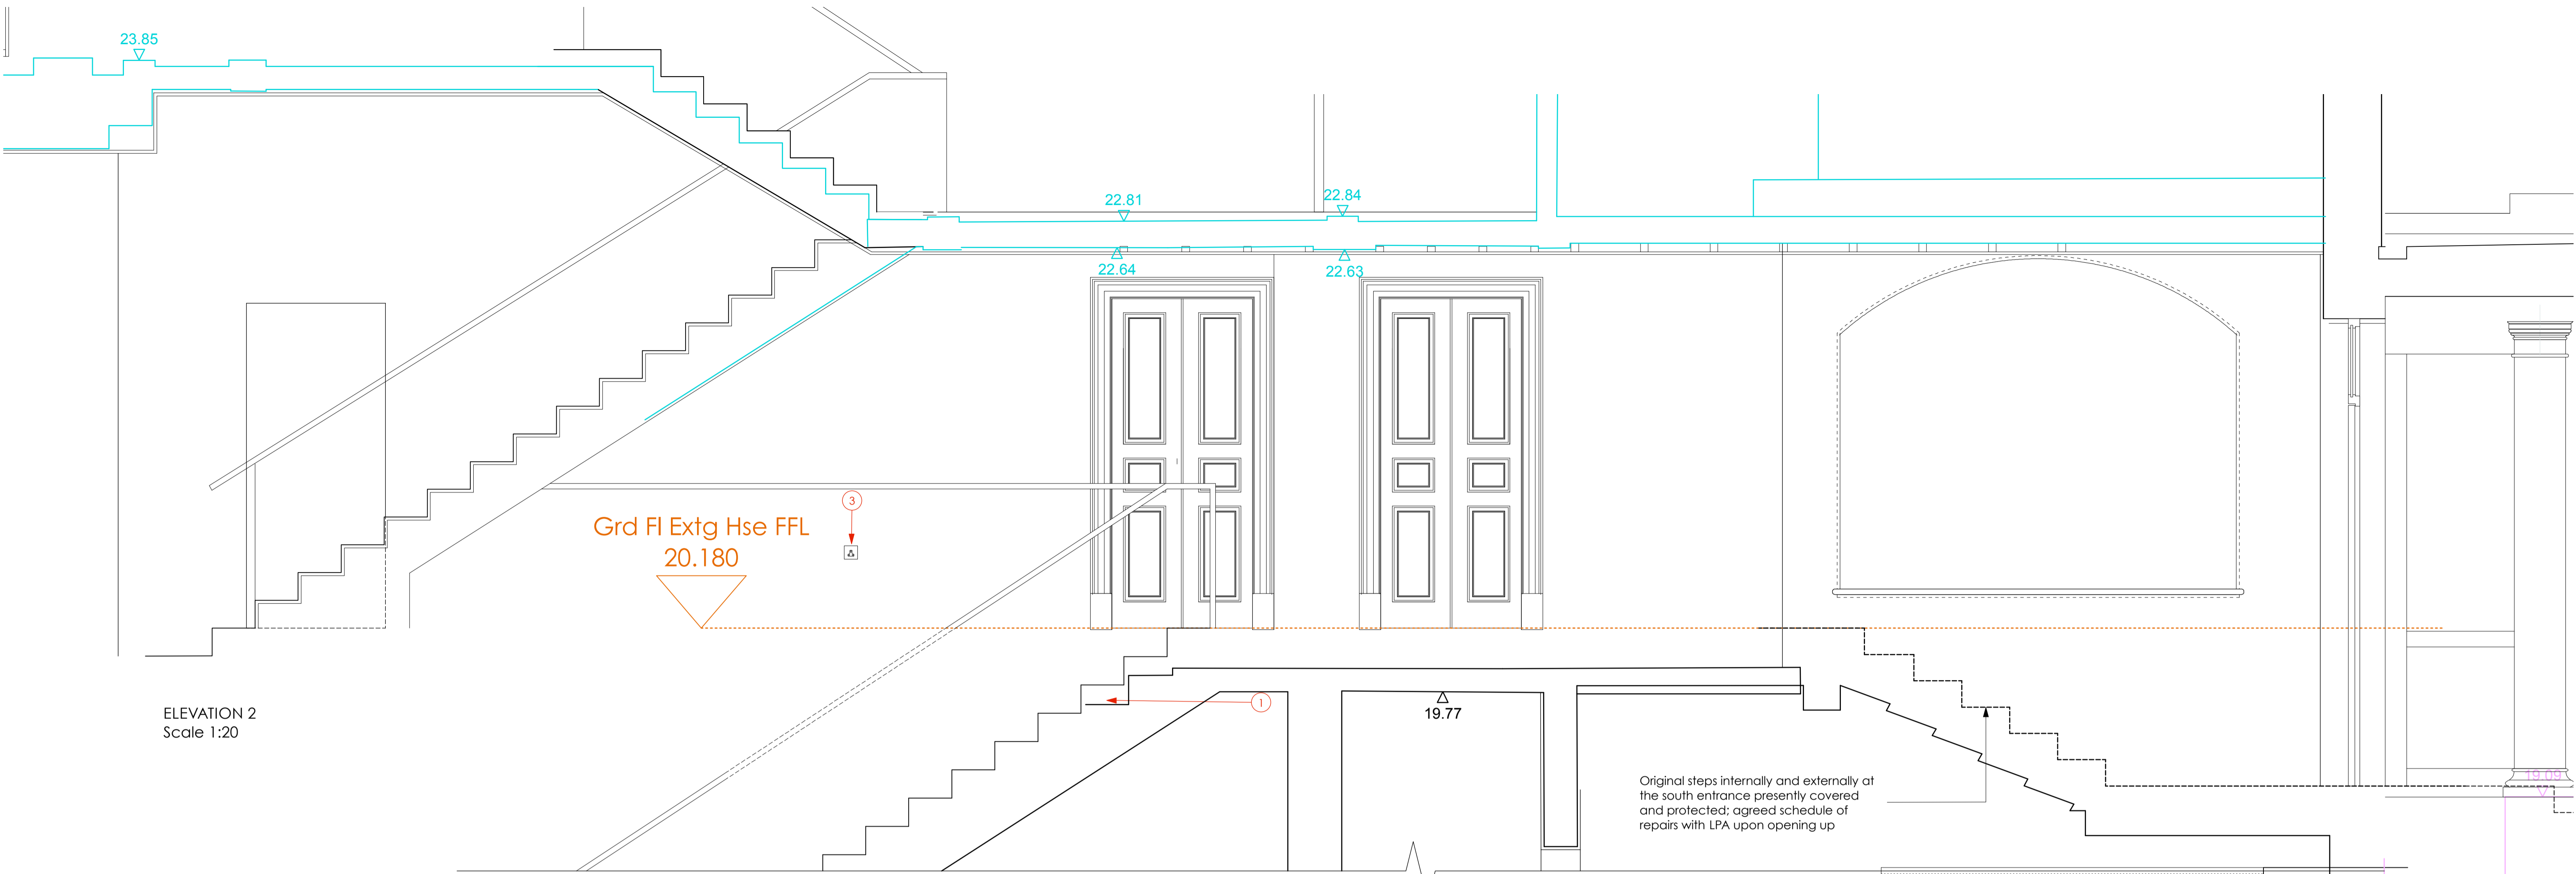 23.85
22.81
22.84
22.64
22.63
3
Grd Fl Extg Hse FFL
20.180
1
19.77
ELEVATION 2
Scale 1:20
Original steps internally and externally at
the south entrance presently covered
and protected; agreed schedule of
repairs with LPA upon opening up
19.09